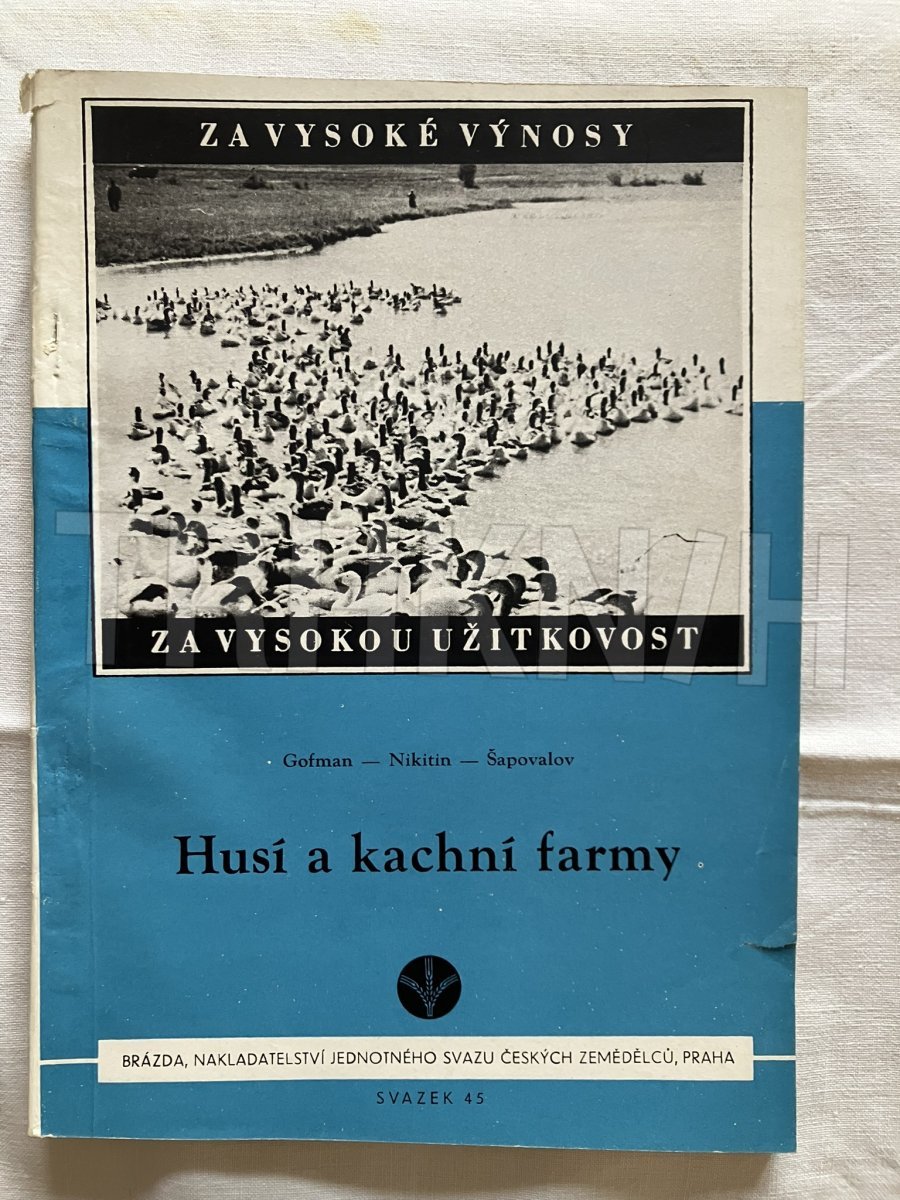 ZA VYSOKÉ VÝNOSY
ZA VYSOKOU UŽITKOVOST
Gofman — Nikitin — Šapovalov
Husí a kachní farmy
BRÁZDA, NAKLADATELSTVÍ JEDNOTNÉHO SVAZU ČESKÝCH ZEMĚDĚLCŮ, PRAHA
SVAZEK 45